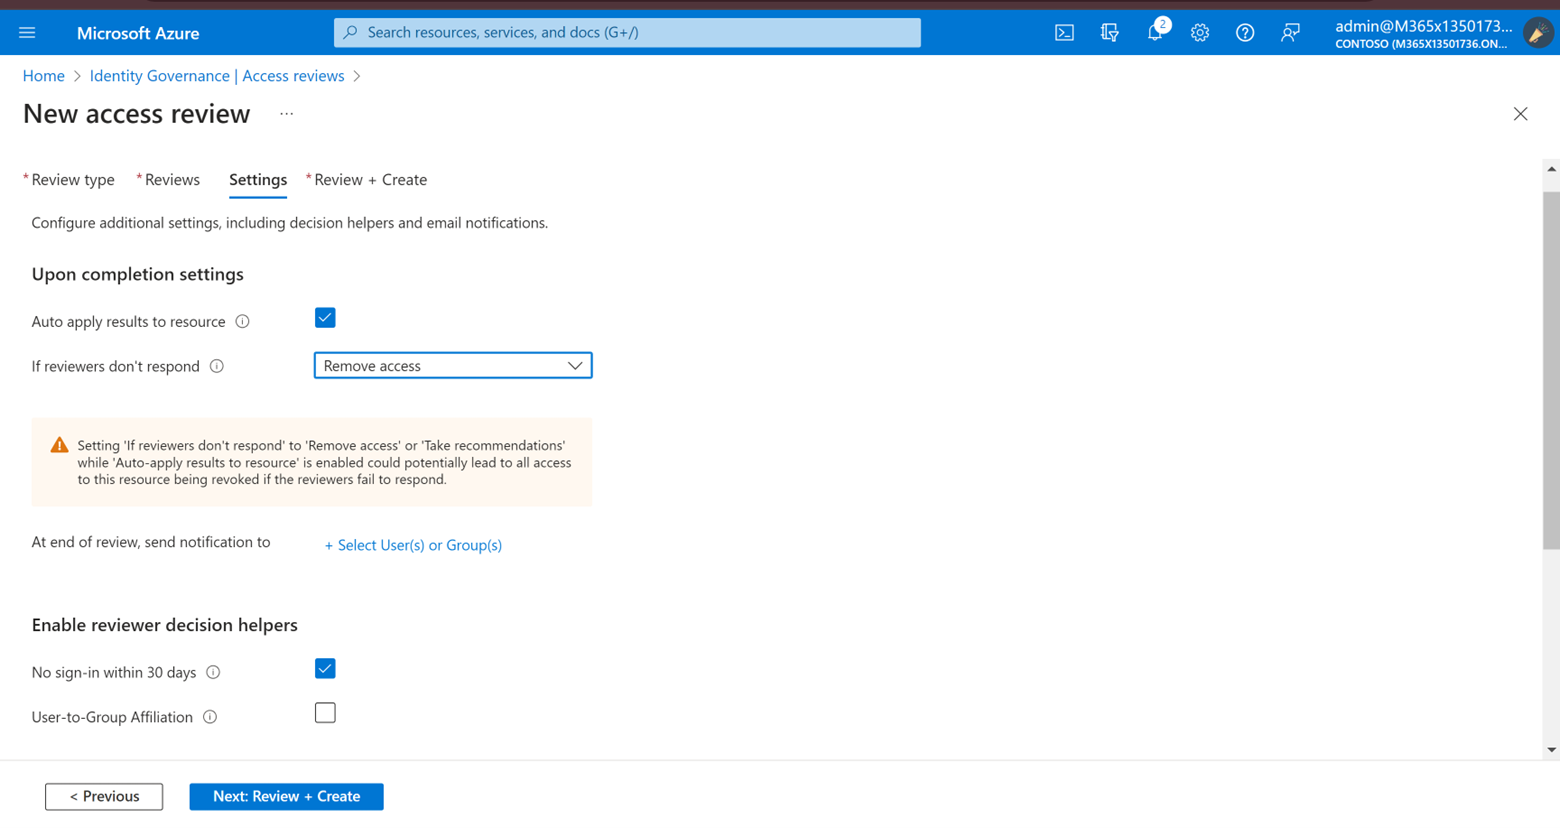 Microsoft Azure
Search resources, services, and docs (G+/)
2
admin@M365x1350173...
CONTOSO (M365X13501736.ON...
Home > Identity Governance | Access reviews >
New access review ...
* Review type * Reviews Settings * Review + Create
Configure additional settings, including decision helpers and email notifications.
Upon completion settings
Auto apply results to resource
If reviewers don't respond
Remove access
Setting 'If reviewers don't respond' to 'Remove access' or 'Take recommendations'
while 'Auto-apply results to resource' is enabled could potentially lead to all access
to this resource being revoked if the reviewers fail to respond.
At end of review, send notification to
+ Select User(s) or Group(s)
Enable reviewer decision helpers
No sign-in within 30 days
User-to-Group Affiliation
< Previous
Next: Review + Create